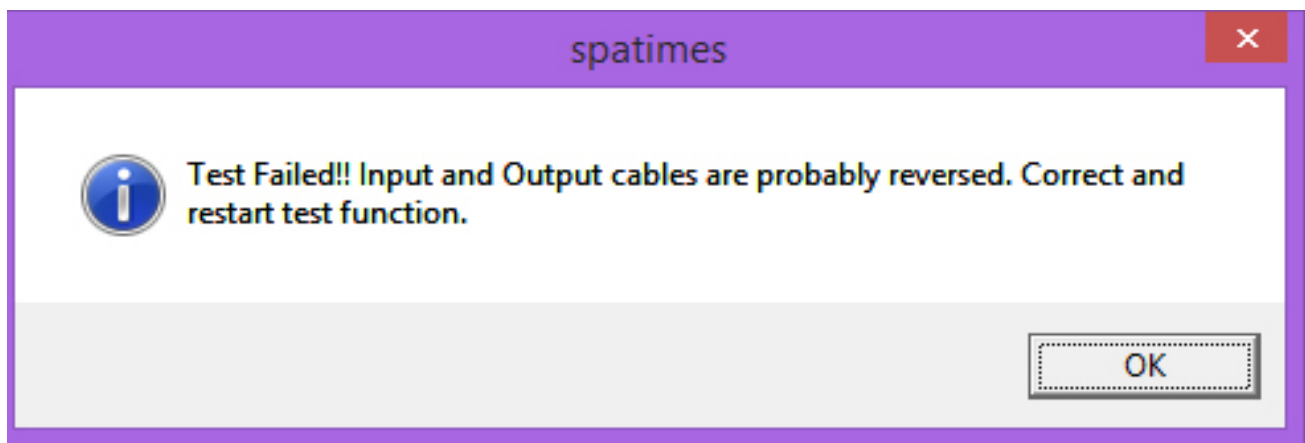 spatimes
Test Failed!! Input and Output cables are probably reversed. Correct and
restart test function.
OK